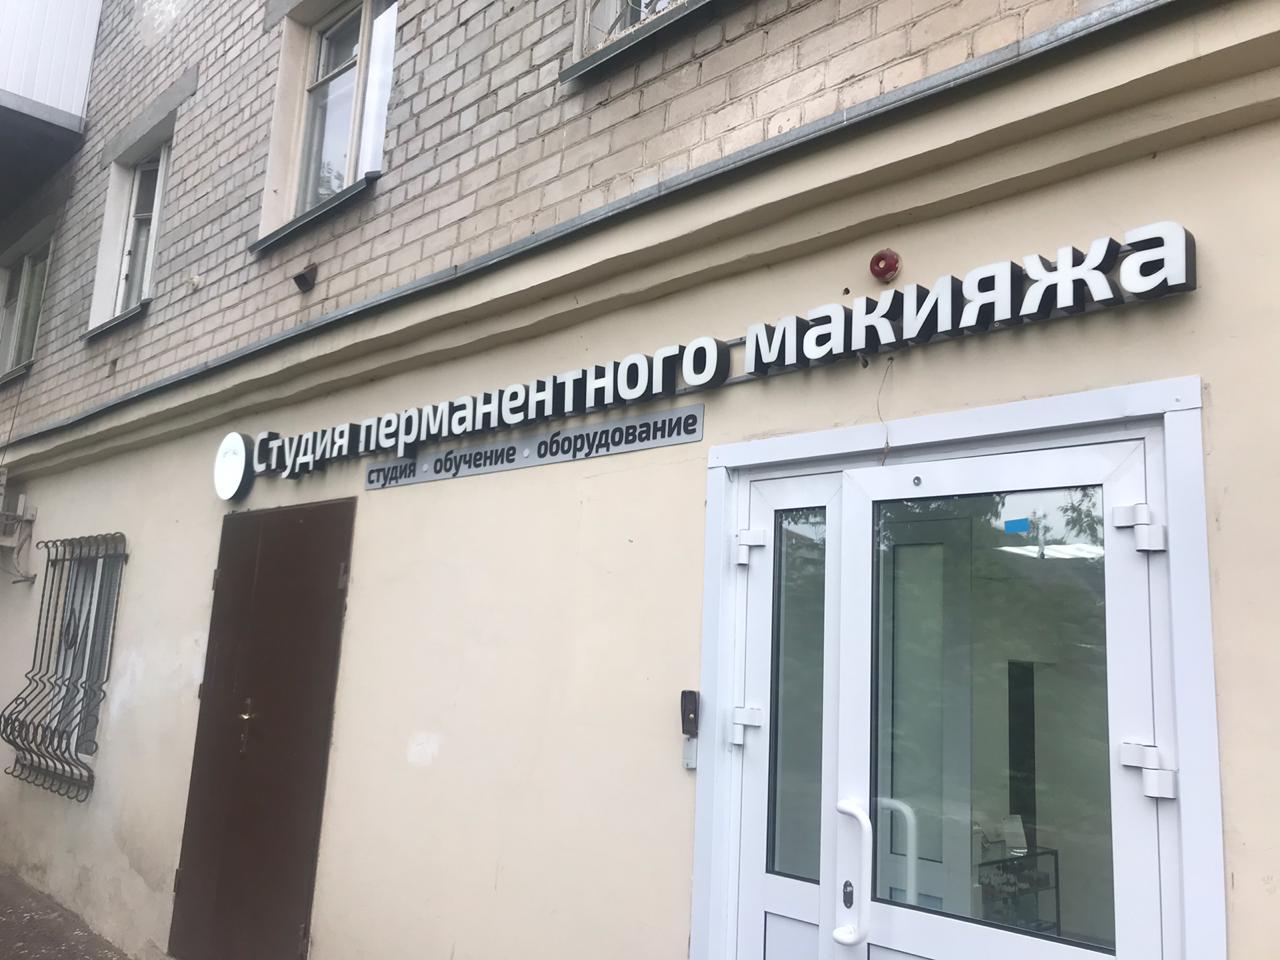 Студия перманентного макияжа
студия • обучение • оборудование